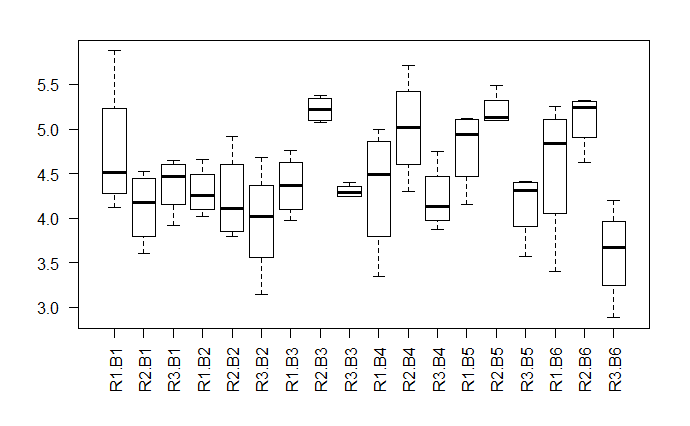 5.5
5.0
4.5
4.0
3.5
3.0
R1.B1
R2.B1
R3.B1
R1.B2
R2.B2
R3.B2
R1.B3
R2.B3
R3.B3
R1.B4
R2.B4
R3.B4
R1.B5
R2.B5
R3.B5
R1.B6
R2.B6
R3.B6